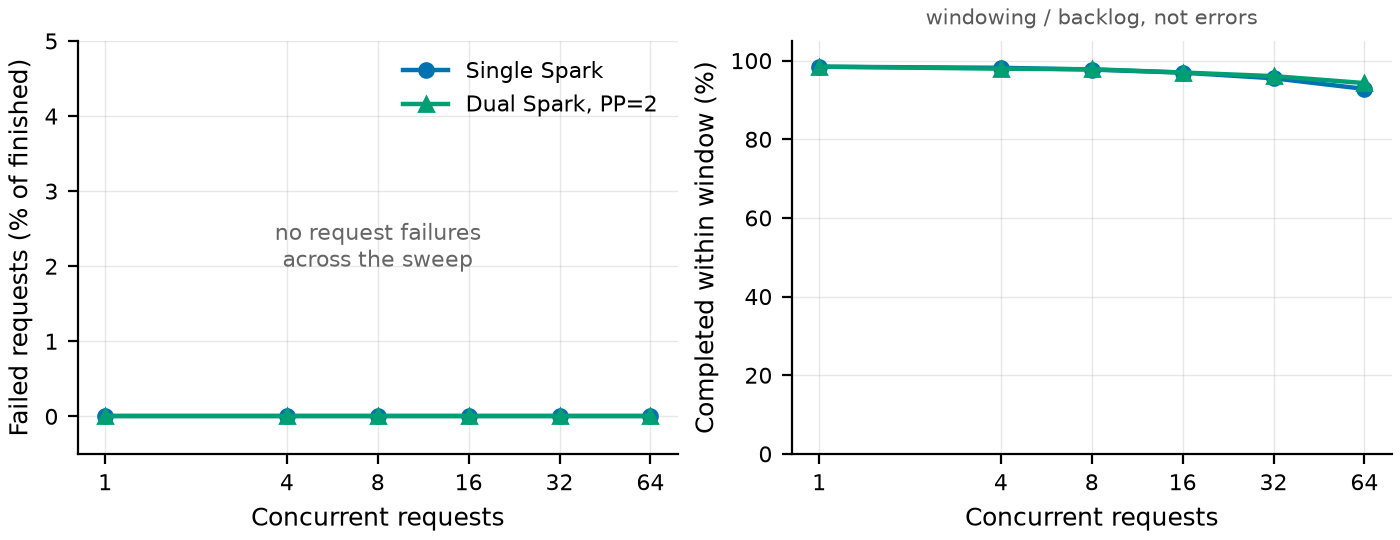 Failed requests (% of finished)
5
4
3
2
1
0
Single Spark
Dual Spark, PP=2
no request failures
across the sweep
1 4 8 16 32 64
Concurrent requests
windowing / backlog, not errors
Completed within window (%)
100
80
60
40
20
0
1 4 8 16 32 64
Concurrent requests